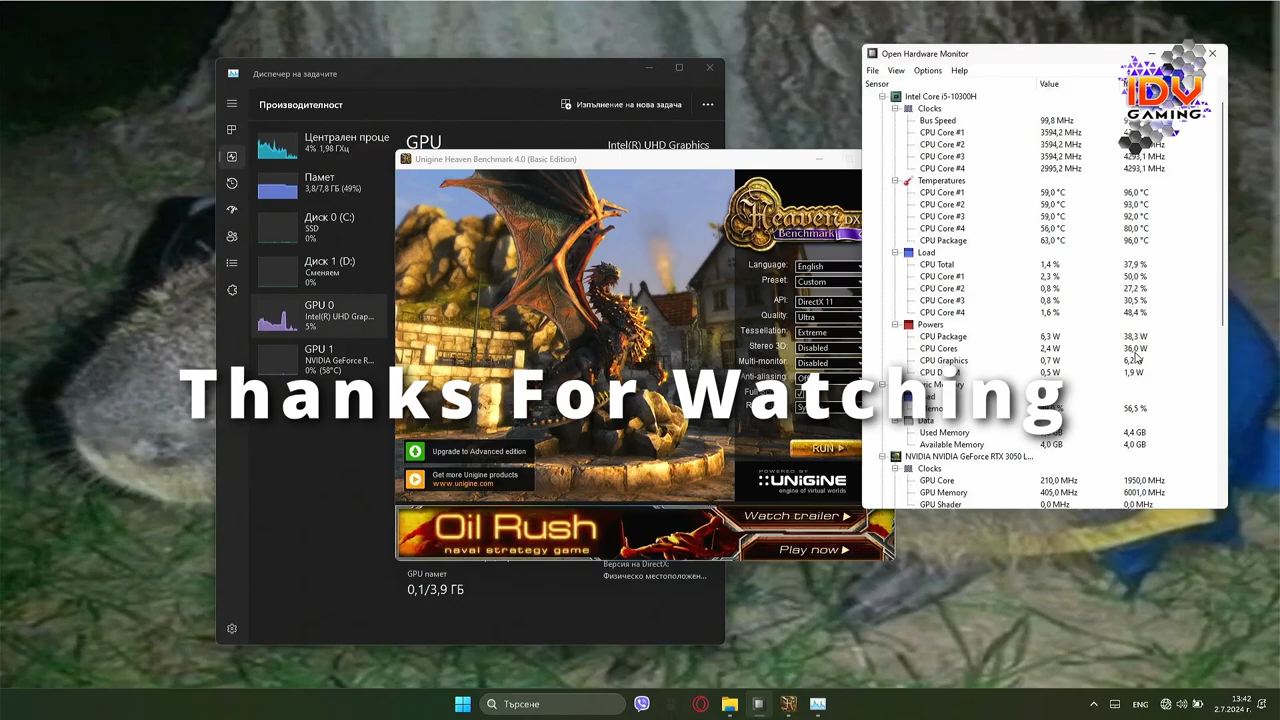 Диспечер на задачите
Производителност
Изпълнение на нова задача
Централен проце
4% 1,98 ГХц
Памет
3,8/7,8 ГБ (49%)
Диск 0 (C:)
SSD
0%
Диск 1 (D:)
Сменяем
0%
GPU 0
Intel(R) UHD Grap...
5%
GPU 1
NVIDIA GeForce R...
0% (58°C)
GPU
Intel(R) UHD Graphics
GPU памет
0,1/3,9 ГБ
Версия на DirectX:
Физическо местоположен...
Unigine Heaven Benchmark 4.0 (Basic Edition)
Heaven DX
Benchmark
Language: English
Preset: Custom
API: DirectX 11
Quality: Ultra
Tessellation: Extreme
Stereo 3D: Disabled
Multi-monitor: Disabled
Anti-aliasing:
RUN
Upgrade to Advanced edition
Get more Unigine products
www.unigine.com
POWERED BY
UNIGINE
engine of virtual worlds
Oil Rush
naval strategy game
Watch trailer
Play now
Open Hardware Monitor
File View Options Help
Sensor Value
Intel Core i5-10300H
Clocks
Bus Speed 99,8 MHz
CPU Core #1 3594,2 MHz
CPU Core #2 3594,2 MHz
CPU Core #3 3594,2 MHz 4293,1 MHz
CPU Core #4 2995,2 MHz 4293,1 MHz
Temperatures
CPU Core #1 59,0 °C 96,0 °C
CPU Core #2 59,0 °C 93,0 °C
CPU Core #3 59,0 °C 92,0 °C
CPU Core #4 56,0 °C 80,0 °C
CPU Package 63,0 °C 96,0 °C
Load
CPU Total 1,4 % 37,9 %
CPU Core #1 2,3 % 50,0 %
CPU Core #2 0,8 % 27,2 %
CPU Core #3 0,8 % 30,5 %
CPU Core #4 1,6 % 48,4 %
Powers
CPU Package 6,3 W 38,3 W
CPU Cores 2,4 W 36,0 W
CPU Graphics 0,7 W
0,5 W 1,9 W
56,5 %
Data
Used Memory 4,4 GB
Available Memory 4,0 GB 4,0 GB
NVIDIA NVIDIA GeForce RTX 3050 L...
Clocks
GPU Core 210,0 MHz 1950,0 MHz
GPU Memory 405,0 MHz 6001,0 MHz
GPU Shader 0,0 MHz 0,0 MHz
IDV
GAMING
Thanks For Watching
Търсене
ENG
13:42
2.7.2024 г.